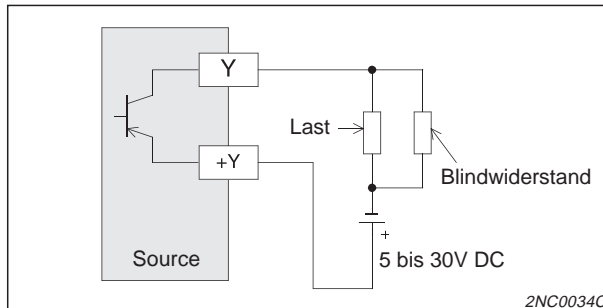 Y
Last
+Y
Blindwiderstand
+
Source
5 bis 30V DC
2NC0034C